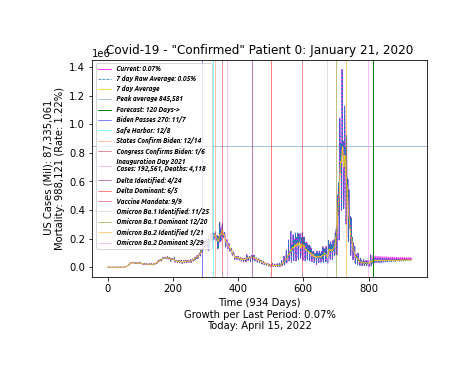 Covid-19 - "Confirmed" Patient 0: January 21, 2020
1e6
Current: 0.07%
7 day Raw Average: 0.05%
7 day Average
Peak average 845,581
Forecast: 120 Days->
Biden Passes 270: 11/7
Safe Harbor: 12/8
States Confirm Biden: 12/14
Congress Confirms Biden: 1/6
Inauguration Day 2021
Cases: 192,561, Deaths: 4,118
Delta Identified: 4/24
Delta Dominant: 6/5
Vaccine Mandate: 9/9
Omicron Ba.1 Identified: 11/25
Omicron Ba.1 Dominant: 12/20
Omicron Ba.2 Identified 1/21
Omicron Ba.2 Dominant 3/29
US Cases (Mil): 87,335,061
Mortality: 988,121 (Rate: 1.22%)
1.4
1.2
1.0
0.8
0.6
0.4
0.2
0.0
0 200 400 600 800
Time (934 Days)
Growth per Last Period: 0.07%
Today: April 15, 2022